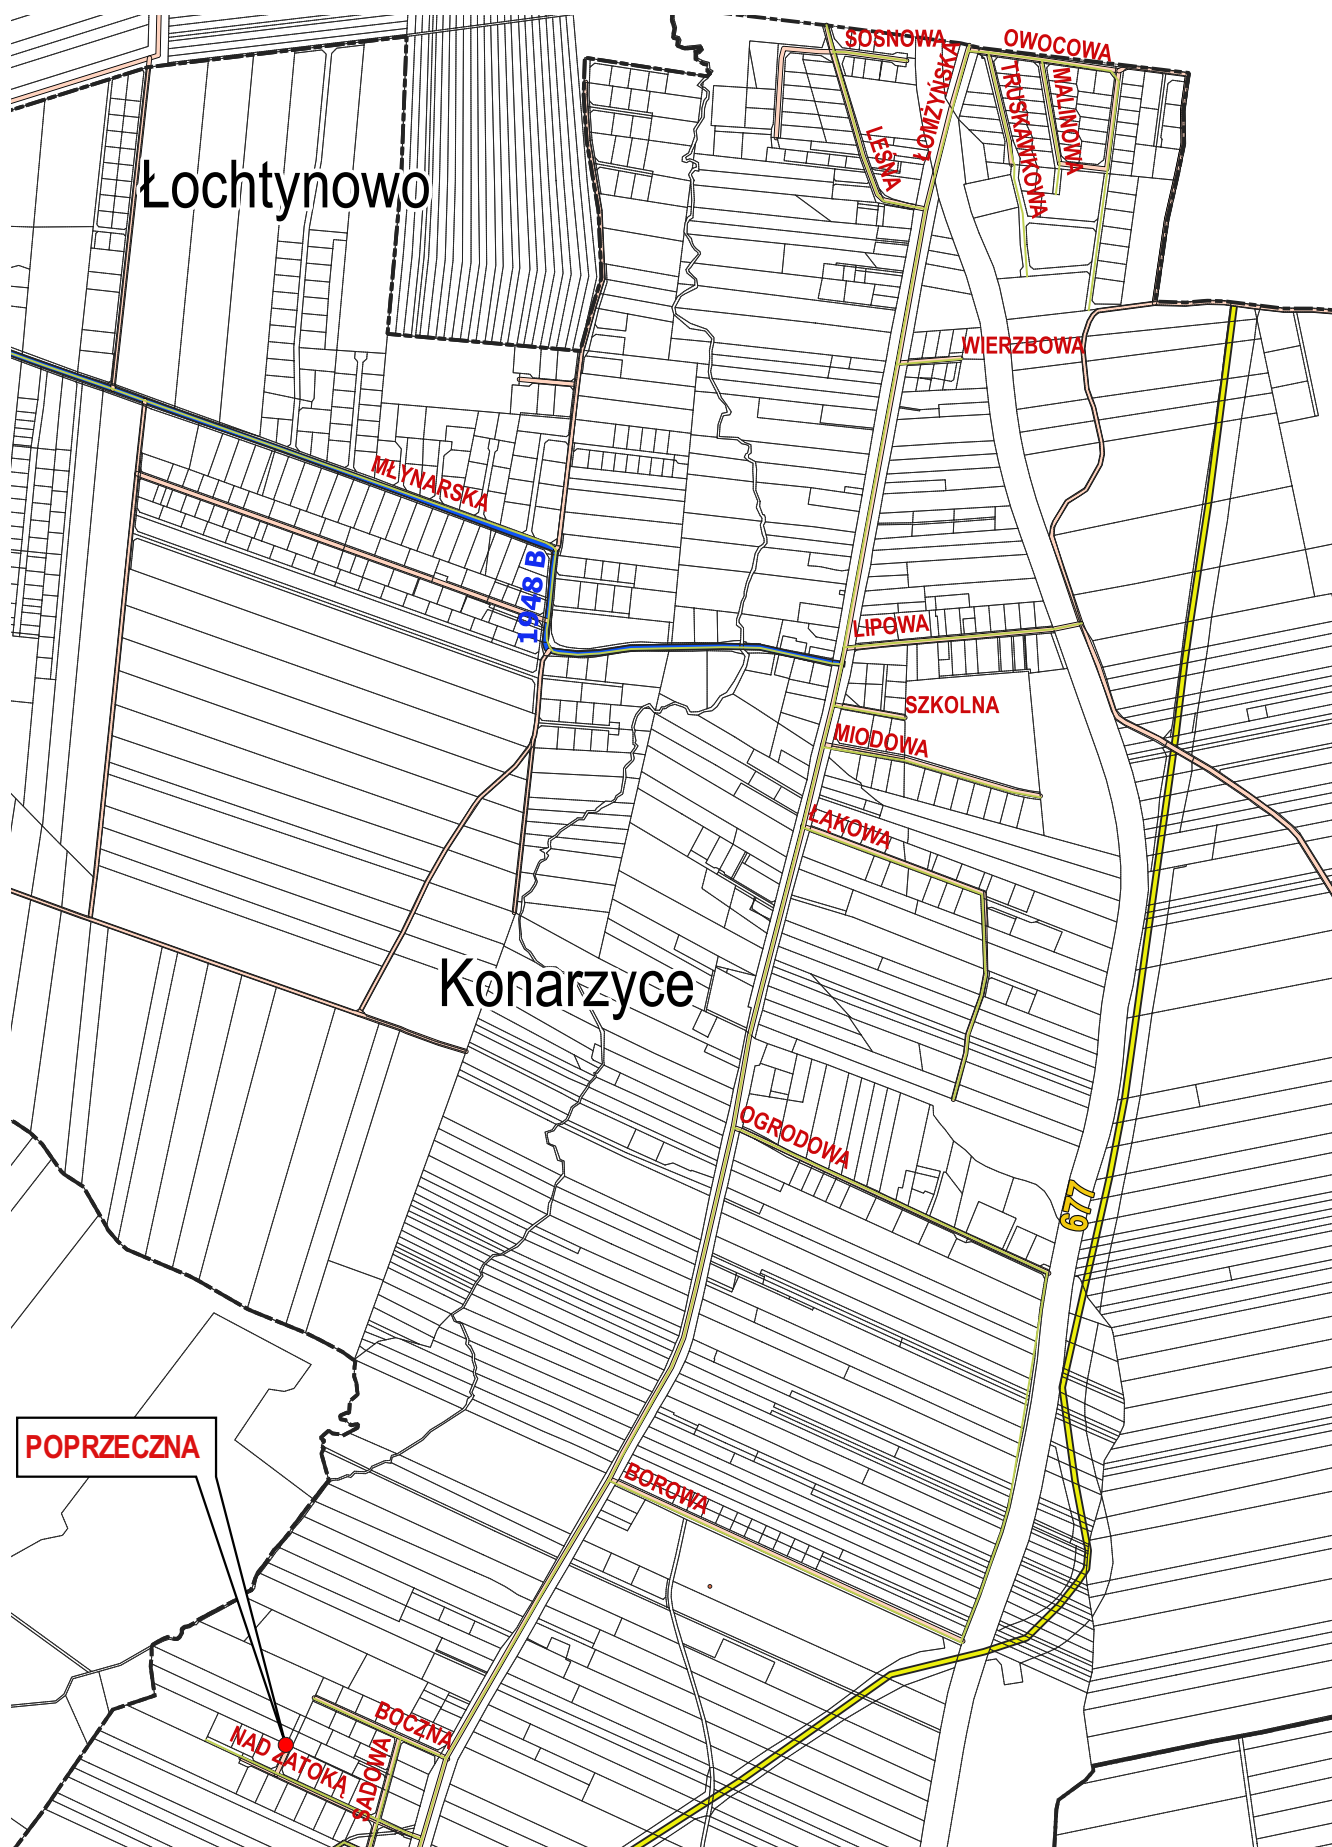 SOSNOWA
OWOCOWA
ŁOMŻYŃSKA
TRUSKAWKOWA
MALINOWA
LEŚNA
Łochtynowo
WIERZBOWA
MŁYNARSKA
1948 B
LIPOWA
SZKOLNA
MIODOWA
ŁĄKOWA
Konarzyce
OGRODOWA
677
POPRZECZNA
BOROWA
BOCZNA
NAD ZATOKĄ
SADOWA